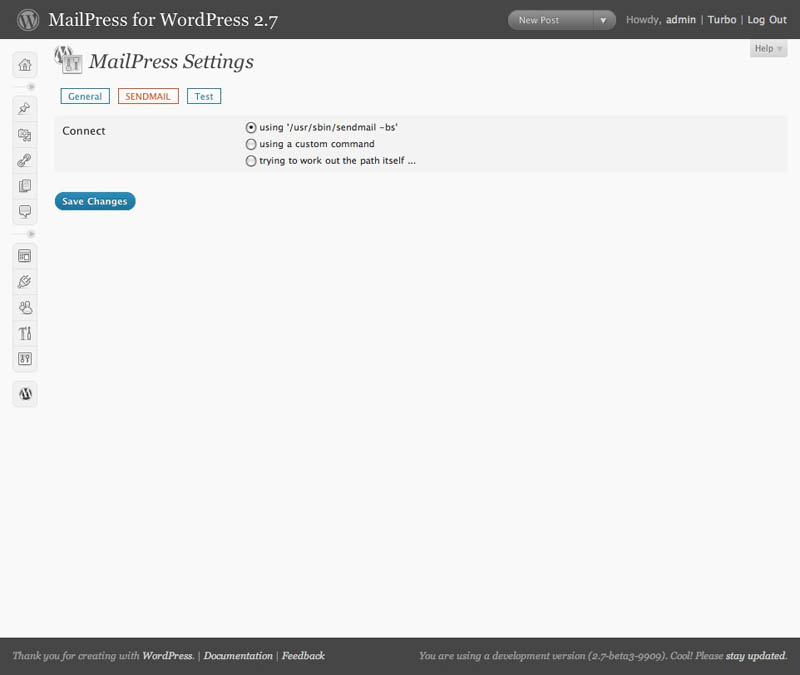 MailPress for WordPress 2.7
New Post
Howdy, admin | Turbo | Log Out
Help
MailPress Settings
General SENDMAIL Test
Connect
using '/usr/sbin/sendmail -bs'
using a custom command
trying to work out the path itself ...
Save Changes
Thank you for creating with WordPress. | Documentation | Feedback
You are using a development version (2.7-beta3-9909). Cool! Please stay updated.